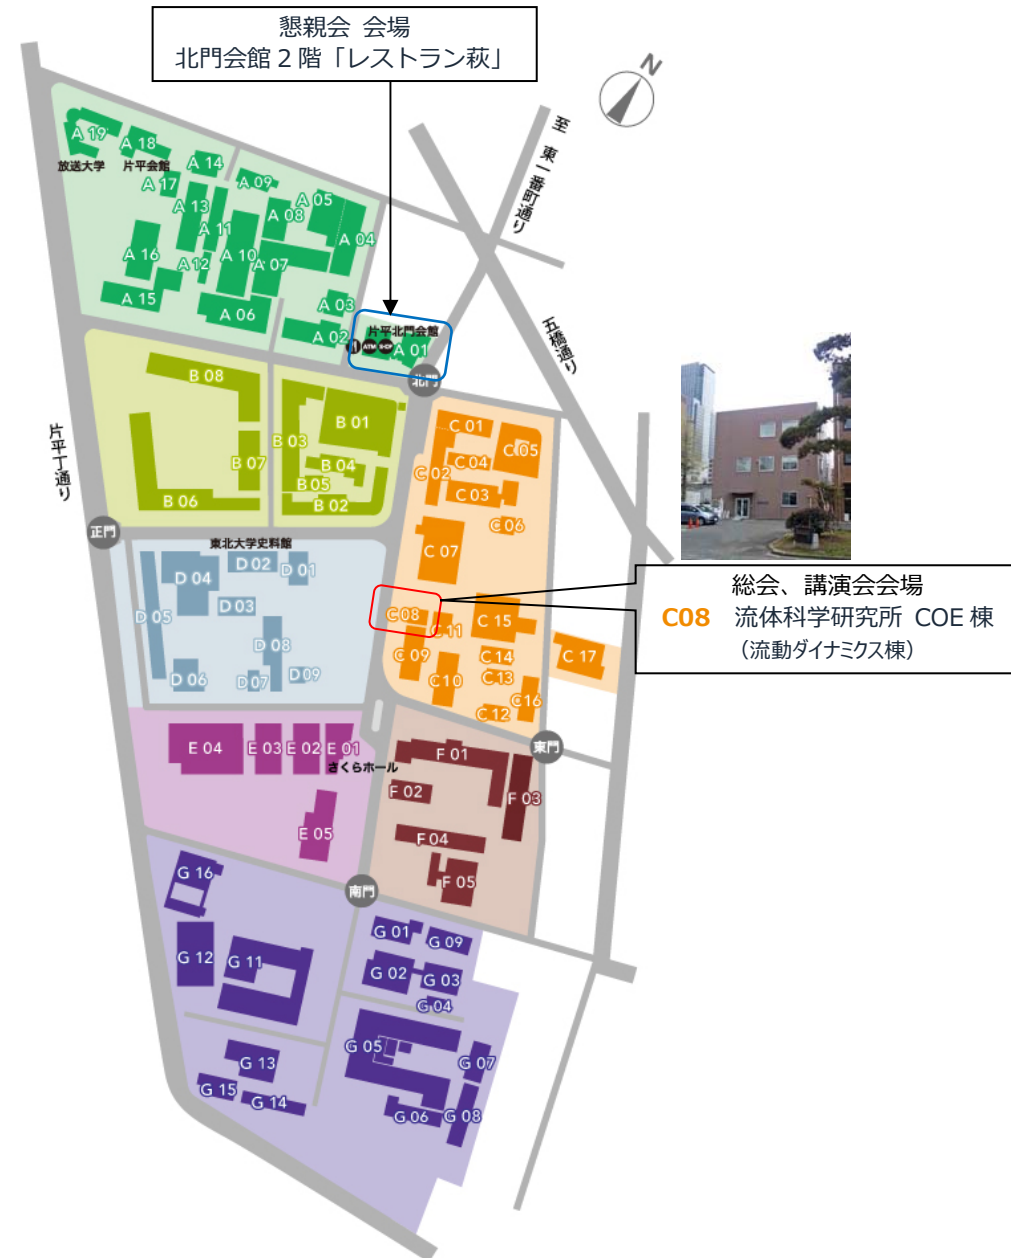 懇親会 会場
北門会館2階「レストラン萩」
N
至 東一番町通り
A 19
A 18
放送大学
片平会館
A 14
A 17
A 09
A 13
A 05
A 08
A 11
A 04
A 16
A 10
A 07
A 12
A 15
A 03
A 06
A 02
片平北門会館
ATM
A 01
北門
五橋通り
片平丁通り
B 08
B 01
B 03
B 07
B 04
B 05
B 06
B 02
C 01
C 05
C 04
C 02
C 03
C 06
C 07
正門
東北大学史料館
D 02
D 01
D 04
D 03
D 05
D 08
D 06
D 07
D 09
C 08
C 11
C 15
C 09
C 14
C 17
C 10
C 13
C 16
C 12
総会、講演会会場
C08 流体科学研究所 COE 棟
(流動ダイナミクス棟)
東門
E 04
E 03
E 02
E 01
さくらホール
E 05
F 01
F 02
F 03
F 04
F 05
南門
G 16
G 01
G 09
G 12
G 11
G 02
G 03
G 04
G 05
G 13
G 07
G 15
G 14
G 06
G 08